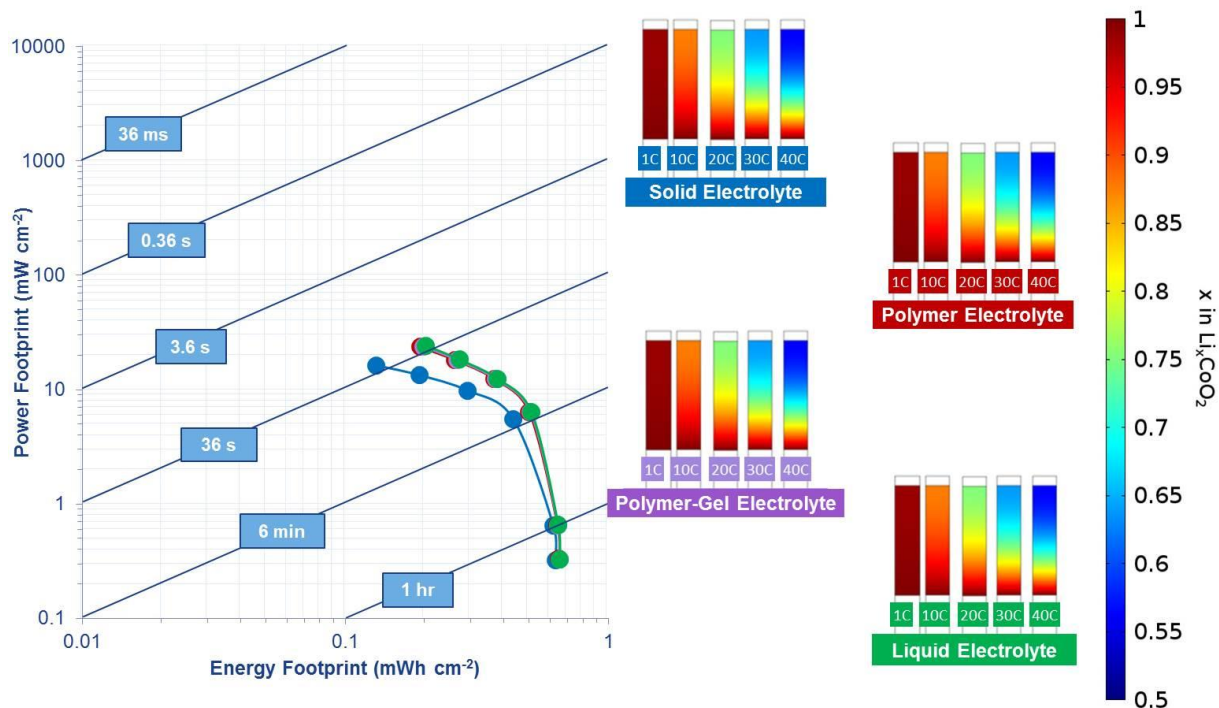 10000
1000
100
10
1
0.1
Power Footprint (mW cm⁻²)
0.01
0.1
1
Energy Footprint (mWh cm⁻²)
36 ms
0.36 s
3.6 s
36 s
6 min
1 hr
1C 10C 20C 30C 40C
Solid Electrolyte
1C 10C 20C 30C 40C
Polymer Electrolyte
1C 10C 20C 30C 40C
Polymer-Gel Electrolyte
1C 10C 20C 30C 40C
Liquid Electrolyte
1
0.95
0.9
0.85
0.8
0.75
0.7
0.65
0.6
0.55
0.5
x in LiₓCoO₂